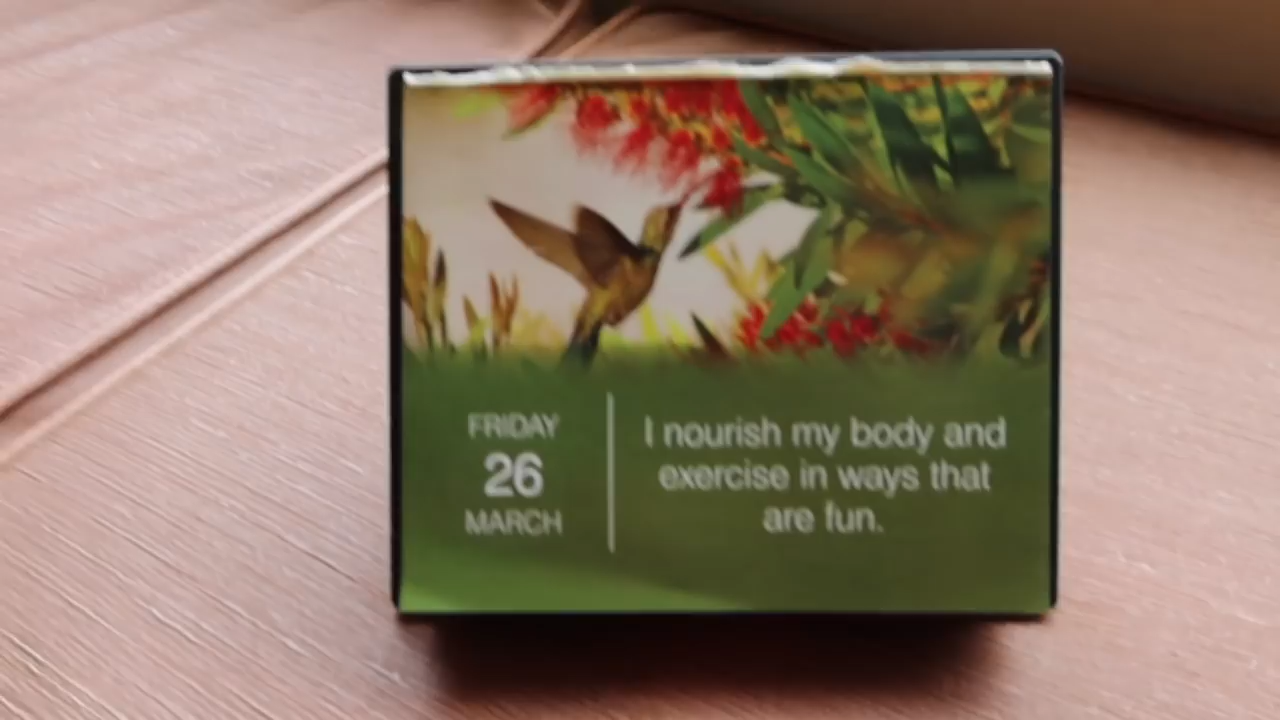 FRIDAY
26
MARCH
I nourish my body and
exercise in ways that
are fun.